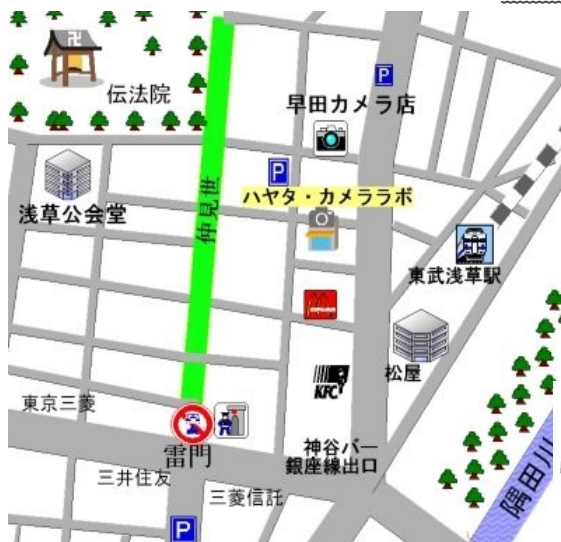 卍
伝法院
P
早田カメラ店
P
ハヤタ・カメララボ
浅草公会堂
仲見世
東武浅草駅
松屋
KFC
東京三菱
雷門
神谷バー
銀座線出口
三井住友
三菱信託
隅田川
P